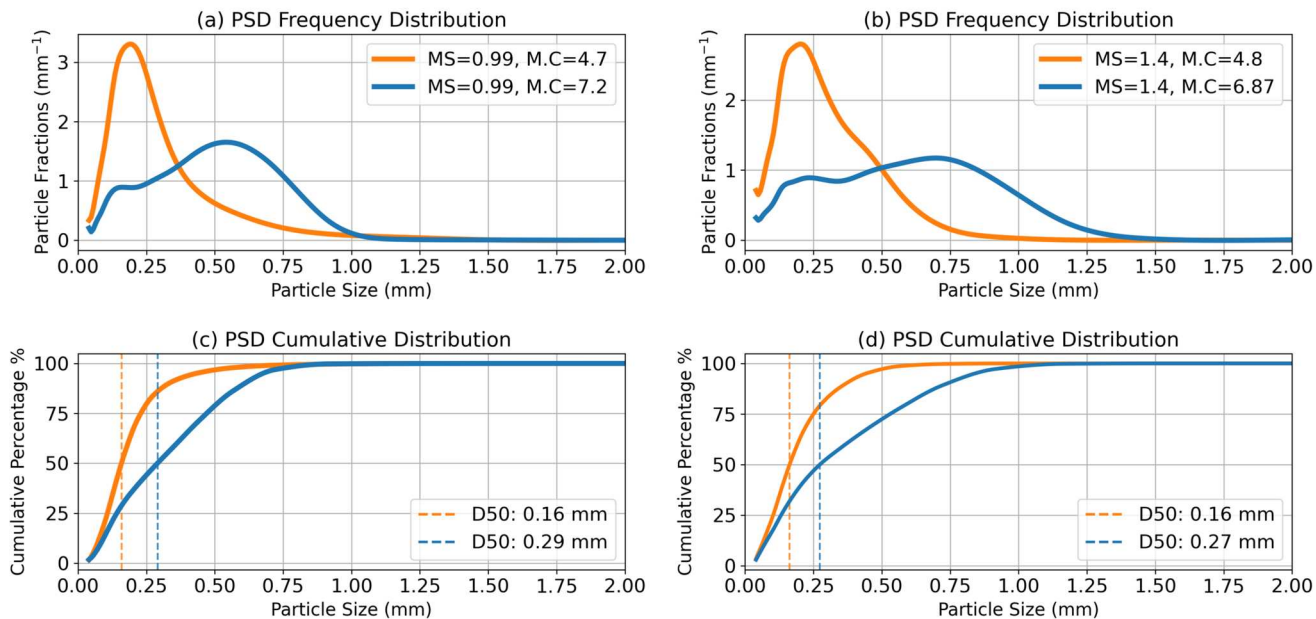 (a) PSD Frequency Distribution
Particle Fractions (mm⁻¹)
3
2
1
0
MS=0.99, M.C=4.7
MS=0.99, M.C=7.2
0.00 0.25 0.50 0.75 1.00 1.25 1.50 1.75 2.00
Particle Size (mm)
(b) PSD Frequency Distribution
Particle Fractions (mm⁻¹)
2
1
0
MS=1.4, M.C=4.8
MS=1.4, M.C=6.87
0.00 0.25 0.50 0.75 1.00 1.25 1.50 1.75 2.00
Particle Size (mm)
(c) PSD Cumulative Distribution
Cumulative Percentage %
100
75
50
25
0
D50: 0.16 mm
D50: 0.29 mm
0.00 0.25 0.50 0.75 1.00 1.25 1.50 1.75 2.00
Particle Size (mm)
(d) PSD Cumulative Distribution
Cumulative Percentage %
100
75
50
25
0
D50: 0.16 mm
D50: 0.27 mm
0.00 0.25 0.50 0.75 1.00 1.25 1.50 1.75 2.00
Particle Size (mm)